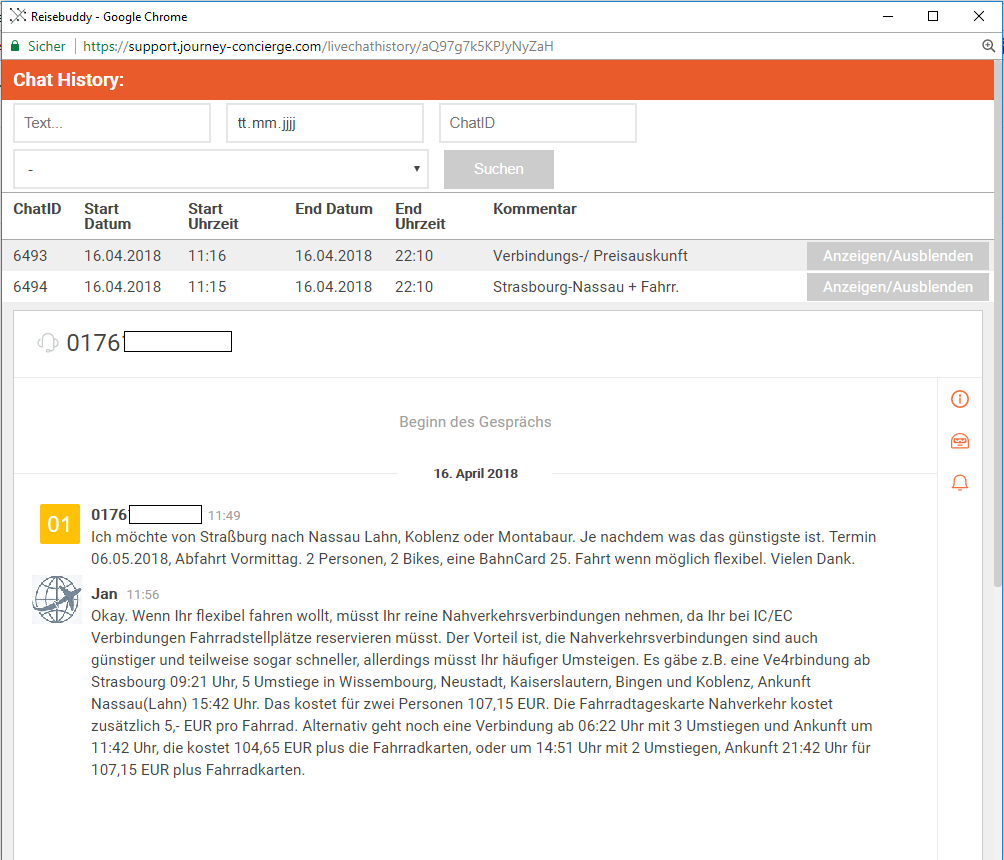 Reisebuddy - Google Chrome
Sicher https://support.journey-concierge.com/livechathistory/aQ97g7k5KPJyNyZaH
Chat History:
Text... tt.mm.jjjj ChatID
- Suchen
ChatID Start Datum Start Uhrzeit End Datum End Uhrzeit Kommentar
6493 16.04.2018 11:16 16.04.2018 22:10 Verbindungs-/ Preisauskunft Anzeigen/Ausblenden
6494 16.04.2018 11:15 16.04.2018 22:10 Strasbourg-Nassau + Fahrr. Anzeigen/Ausblenden
0176
Beginn des Gesprächs
16. April 2018
01 0176 11:49
Ich möchte von Straßburg nach Nassau Lahn, Koblenz oder Montabaur. Je nachdem was das günstigste ist. Termin
06.05.2018, Abfahrt Vormittag. 2 Personen, 2 Bikes, eine BahnCard 25. Fahrt wenn möglich flexibel. Vielen Dank.
Jan 11:56
Okay. Wenn Ihr flexibel fahren wollt, müsst Ihr reine Nahverkehrsverbindungen nehmen, da Ihr bei IC/EC
Verbindungen Fahrradstellplätze reservieren müsst. Der Vorteil ist, die Nahverkehrsverbindungen sind auch
günstiger und teilweise sogar schneller, allerdings müsst Ihr häufiger Umsteigen. Es gäbe z.B. eine Ve4rbindung ab
Strasbourg 09:21 Uhr, 5 Umstiege in Wissembourg, Neustadt, Kaiserslautern, Bingen und Koblenz, Ankunft
Nassau(Lahn) 15:42 Uhr. Das kostet für zwei Personen 107,15 EUR. Die Fahrradtageskarte Nahverkehr kostet
zusätzlich 5,- EUR pro Fahrrad. Alternativ geht noch eine Verbindung ab 06:22 Uhr mit 3 Umstiegen und Ankunft um
11:42 Uhr, die kostet 104,65 EUR plus die Fahrradkarten, oder um 14:51 Uhr mit 2 Umstiegen, Ankunft 21:42 Uhr für
107,15 EUR plus Fahrradkarten.